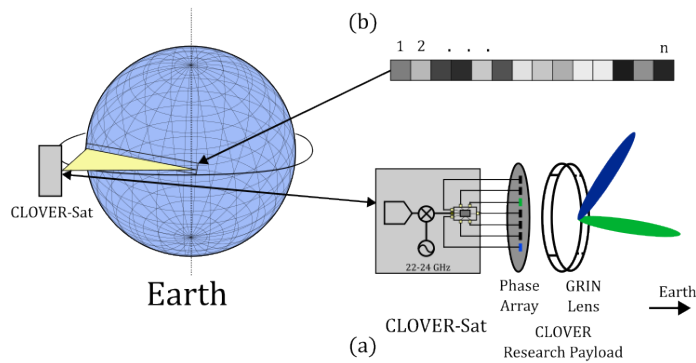 (b)
1 2 . . . n
CLOVER-Sat
Earth
22-24 GHz
Phase
Array
GRIN
Lens
Earth
CLOVER-Sat
CLOVER
Research Payload
(a)